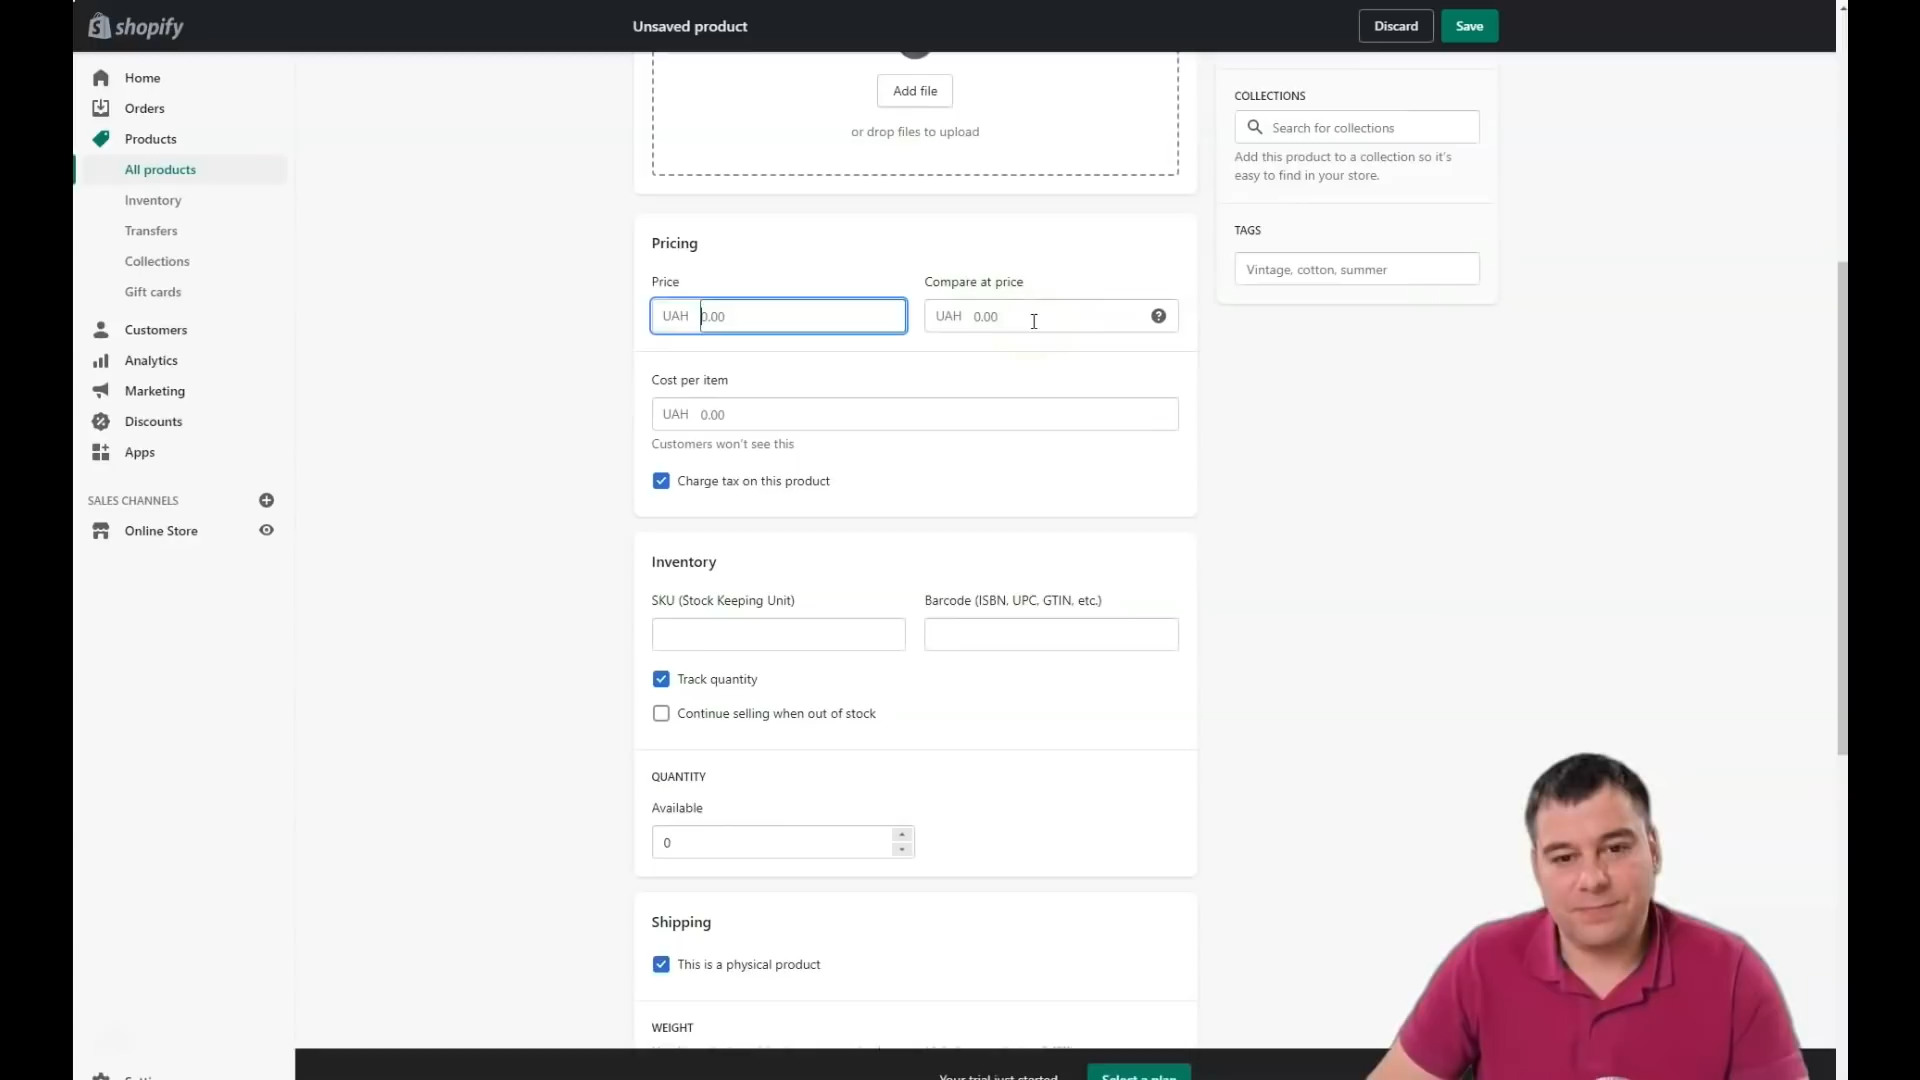 shopify
Unsaved product
Discard
Save
Home
Orders
Products
All products
Inventory
Transfers
Collections
Gift cards
Customers
Analytics
Marketing
Discounts
Apps
SALES CHANNELS
Online Store
Add file
or drop files to upload
Pricing
Price
Compare at price
UAH 0.00
UAH 0.00
Cost per item
UAH 0.00
Customers won't see this
Charge tax on this product
Inventory
SKU (Stock Keeping Unit)
Barcode (ISBN, UPC, GTIN, etc.)
Track quantity
Continue selling when out of stock
QUANTITY
Available
0
Shipping
This is a physical product
WEIGHT
Your trial just started
Select a plan
COLLECTIONS
Search for collections
Add this product to a collection so it's
easy to find in your store.
TAGS
Vintage, cotton, summer